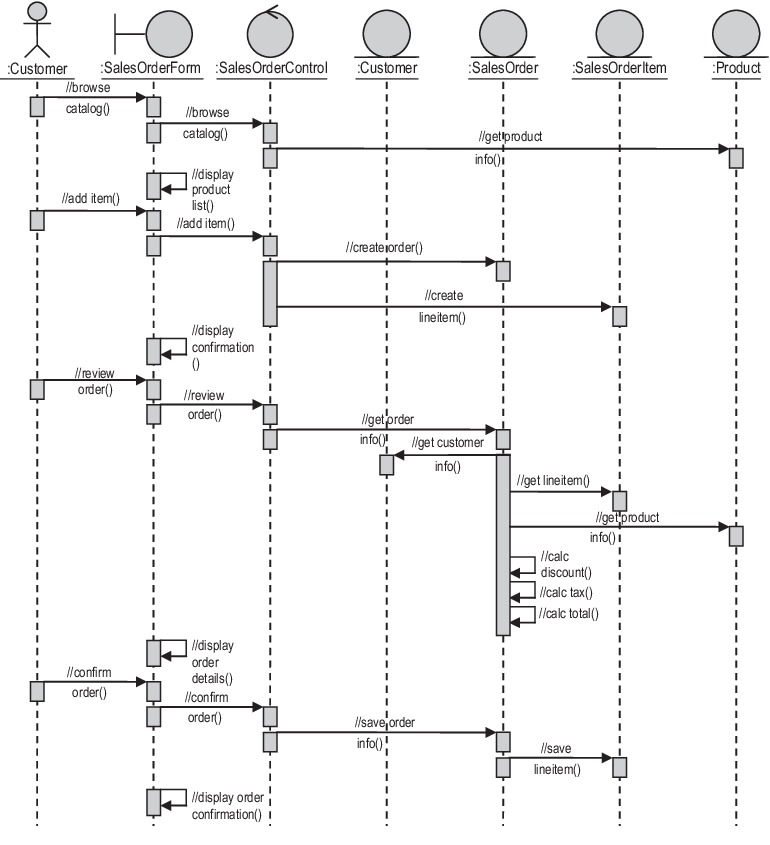 :Customer :SalesOrderForm :SalesOrderControl :Customer :SalesOrder :SalesOrderItem :Product
//browse
catalog()
//browse
catalog()
//get product
info()
//display
product
list()
//add item()
//add item()
//create order()
//create
lineitem()
//display
confirmation
()
//review
order()
//review
order()
//get order
info()
//get customer
info()
//get lineitem()
//get product
info()
//calc
discount()
//calc tax()
//calc total()
//display
order
details()
//confirm
order()
//confirm
order()
//save order
info()
//save
lineitem()
//display order
confirmation()